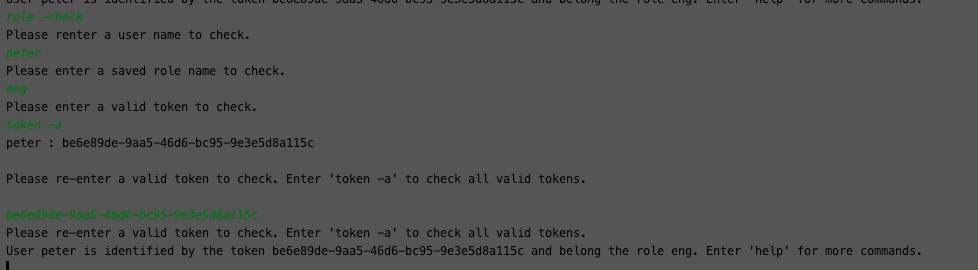 User peter is identified by the token be6e89de-9aa5-46d6-bc95-9e3e5d8a115c and belong the role eng. Enter 'help' for more commands.
role -check
Please renter a user name to check.
peter
Please enter a saved role name to check.
eng
Please enter a valid token to check.
token -a
peter : be6e89de-9aa5-46d6-bc95-9e3e5d8a115c
Please re-enter a valid token to check. Enter 'token -a' to check all valid tokens.
be6e89de-9aa5-46d6-bc95-9e3e5d8a115c
Please re-enter a valid token to check. Enter 'token -a' to check all valid tokens.
User peter is identified by the token be6e89de-9aa5-46d6-bc95-9e3e5d8a115c and belong the role eng. Enter 'help' for more commands.